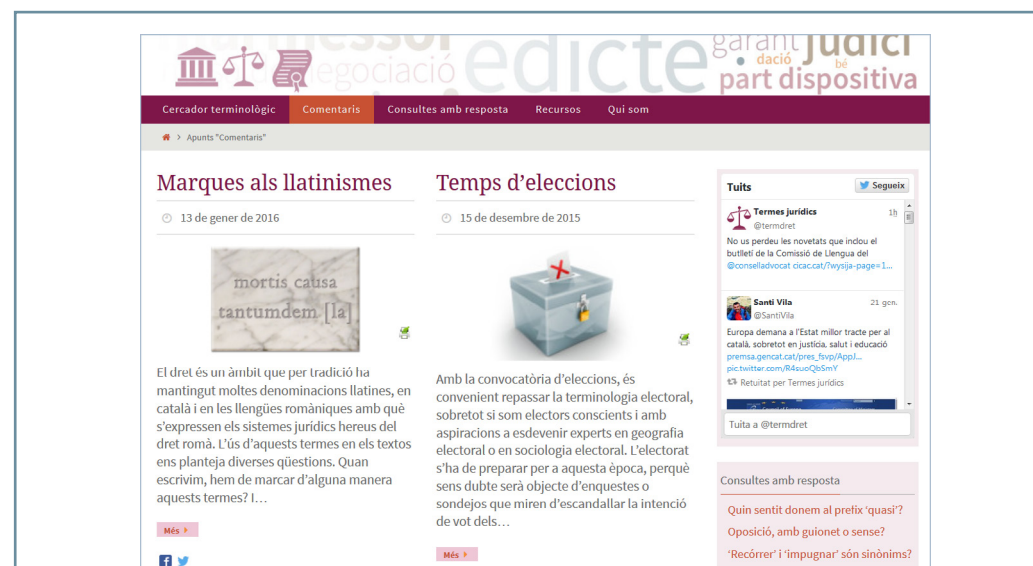 garant judici
dació bé
negociació edicte
part dispositiva
Cercador terminològic Comentaris Consultes amb resposta Recursos Qui som
> Apunts "Comentaris"
Marques als llatinismes
13 de gener de 2016
mortis causa
tantumdem [la]
El dret és un àmbit que per tradició ha
mantingut moltes denominacions llatines, en
català i en les llengües romàniques amb què
s'expressen els sistemes jurídics hereus del
dret romà. L'ús d'aquests termes en els textos
ens planteja diverses qüestions. Quan
escrivim, hem de marcar d'alguna manera
aquests termes? I…
Més
Temps d'eleccions
15 de desembre de 2015
Amb la convocatòria d'eleccions, és
convenient repassar la terminologia electoral,
sobretot si som electors conscients i amb
aspiracions a esdevenir experts en geografia
electoral o en sociologia electoral. L'electorat
s'ha de preparar per a aquesta època, perquè
sens dubte serà objecte d'enquestes o
sondejos que miren d'escandallar la intenció
de vot dels…
Més
Tuits Segueix
Termes jurídics 1h
@termdret
No us perdeu les novetats que inclou el
butlletí de la Comissió de Llengua del
@conselladvocat cicac.cat/?wysija-page=1...
Santi Vila 21 gen.
@SantiVila
Europa demana a l'Estat millor tracte per al
català, sobretot en justícia, salut i educació
premsa.gencat.cat/pres_fsvp/AppJ...
pic.twitter.com/R4suoQbSmY
Retuitat per Termes jurídics
Tuita a @termdret
Consultes amb resposta
Quin sentit donem al prefix 'quasi'?
Oposició, amb guionet o sense?
'Recórrer' i 'impugnar' són sinònims?